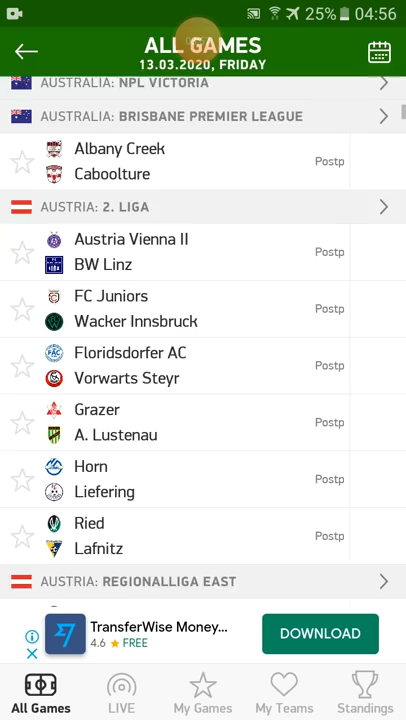 25% 04:56
ALL GAMES
13.03.2020, FRIDAY
AUSTRALIA: NPL VICTORIA
AUSTRALIA: BRISBANE PREMIER LEAGUE
Albany Creek
Postp
Caboolture
AUSTRIA: 2. LIGA
Austria Vienna II
Postp
BW Linz
FC Juniors
Postp
Wacker Innsbruck
Floridsdorfer AC
Postp
Vorwarts Steyr
Grazer
Postp
A. Lustenau
Horn
Postp
Liefering
Ried
Postp
Lafnitz
AUSTRIA: REGIONALLIGA EAST
TransferWise Money...
4.6 ★ FREE
DOWNLOAD
All Games LIVE My Games My Teams Standings